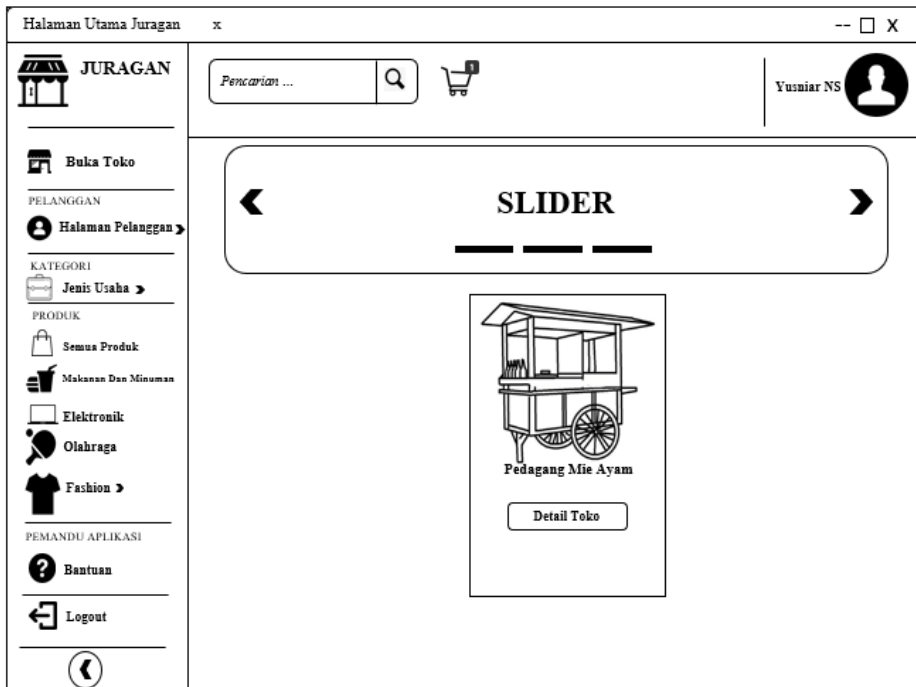 Halaman Utama Juragan x -- X
JURAGAN
Pencarian ...
1
Yusniar NS
Buka Toko
PELANGGAN
Halaman Pelanggan
KATEGORI
Jenis Usaha
PRODUK
Semua Produk
Makanan Dan Minuman
Elektronik
Olahraga
Fashion
PEMANDU APLIKASI
? Bantuan
Logout
SLIDER
Pedagang Mie Ayam
Detail Toko